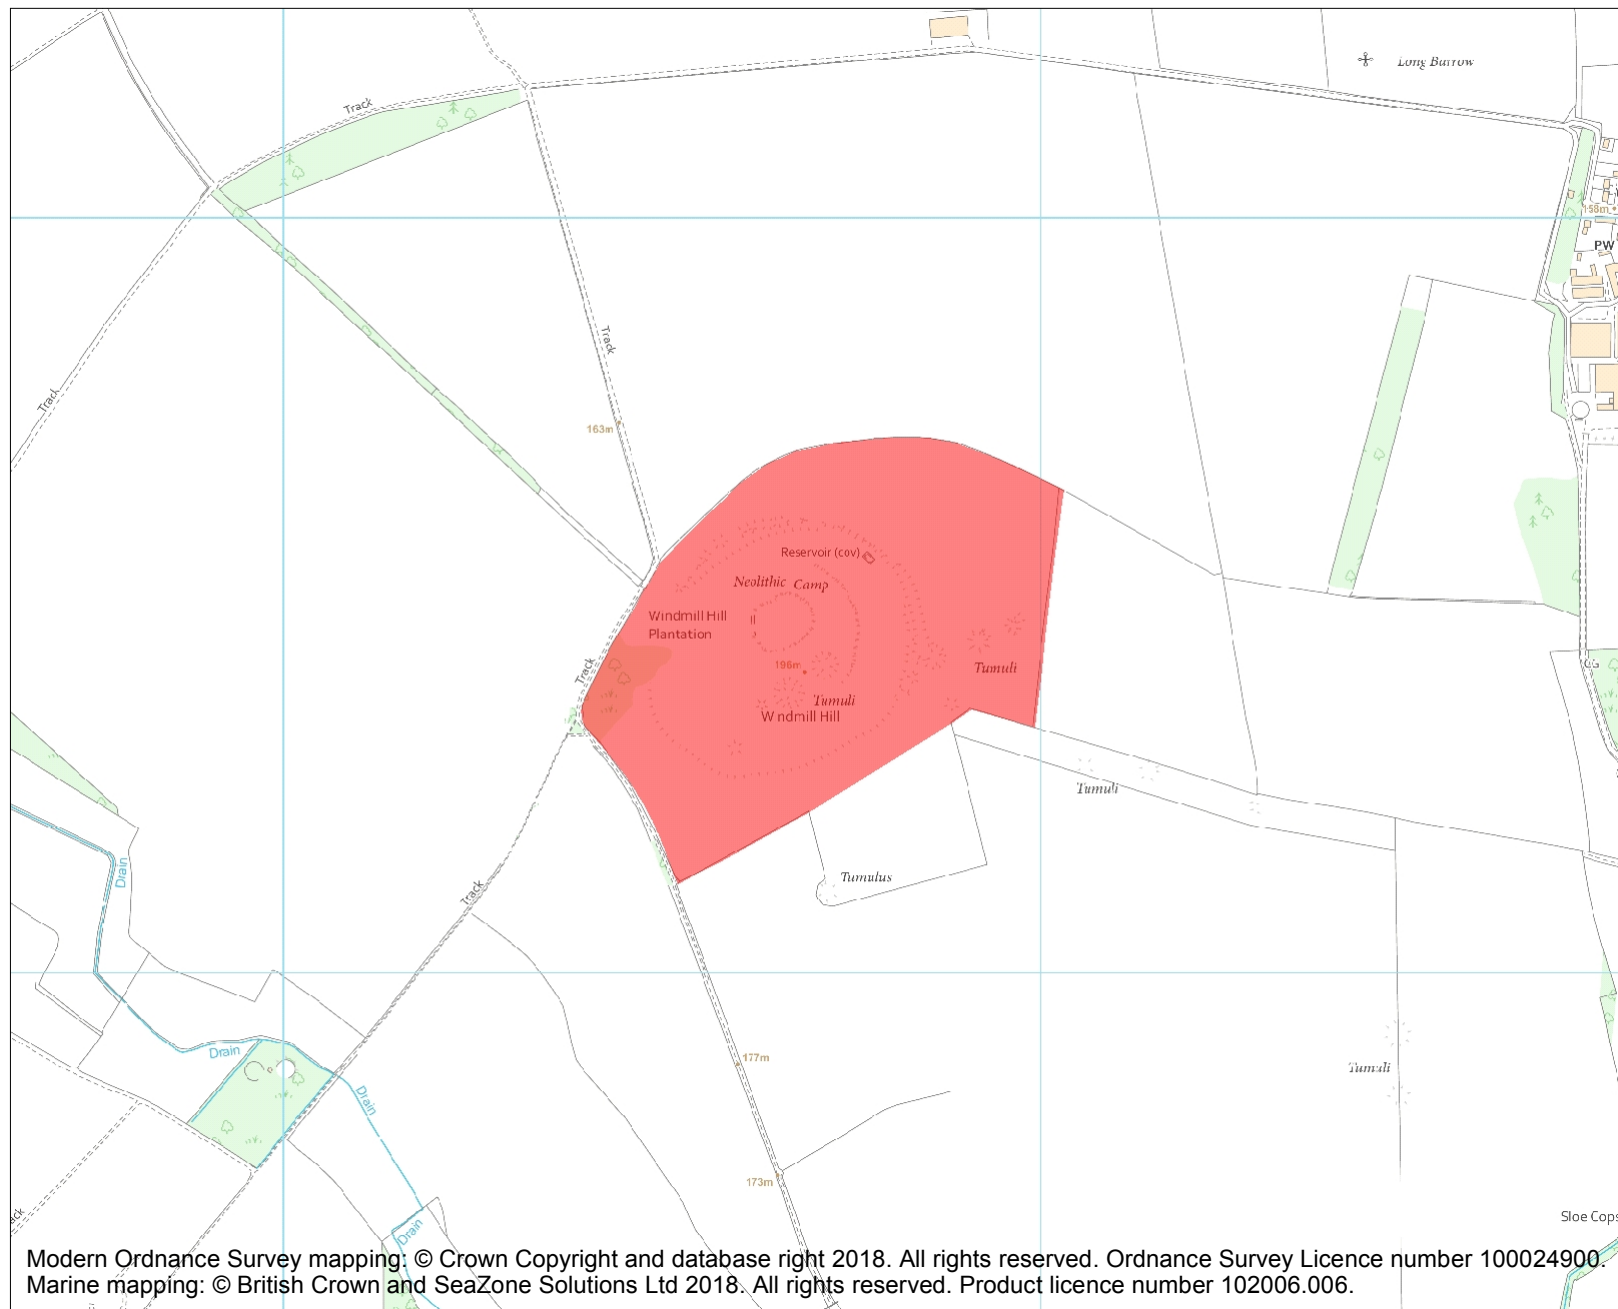 Long Barrow
Track
158m
PW
Track
Track
163m
Reservoir (cov)
Neolithic Camp
Windmill Hill
Plantation
Track
196m
Tumuli
Tumuli
W ndmill Hill
CG
Tumuli
Drain
Tumulus
Track
Drain
177m
Tumuli
Drain
173m
ck
Sloe Cops
Drain
Modern Ordnance Survey mapping: © Crown Copyright and database right 2018. All rights reserved. Ordnance Survey Licence number 100024900.
Marine mapping: © British Crown and SeaZone Solutions Ltd 2018. All rights reserved. Product licence number 102006.006.